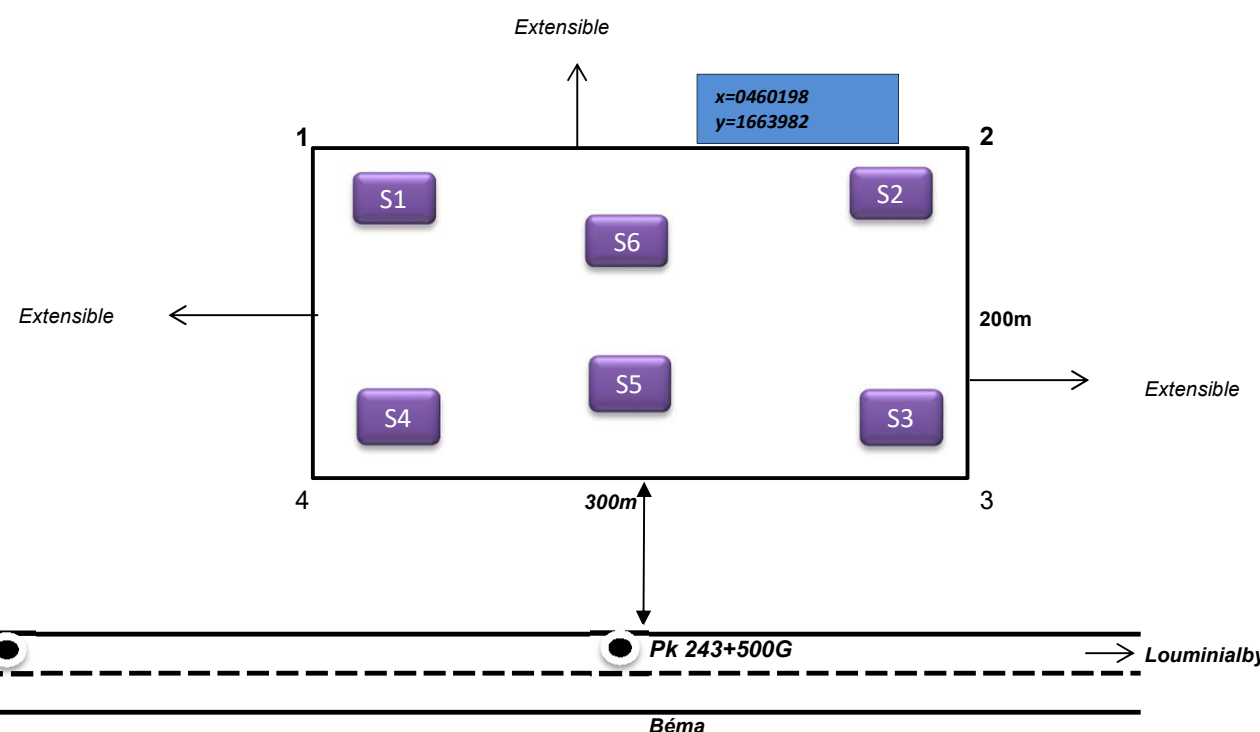 Extensible
x=0460198
y=1663982
1
2
S1
S2
S6
Extensible
200m
S5
Extensible
S4
S3
4
300m
3
Pk 243+500G
Louminialby
Béma